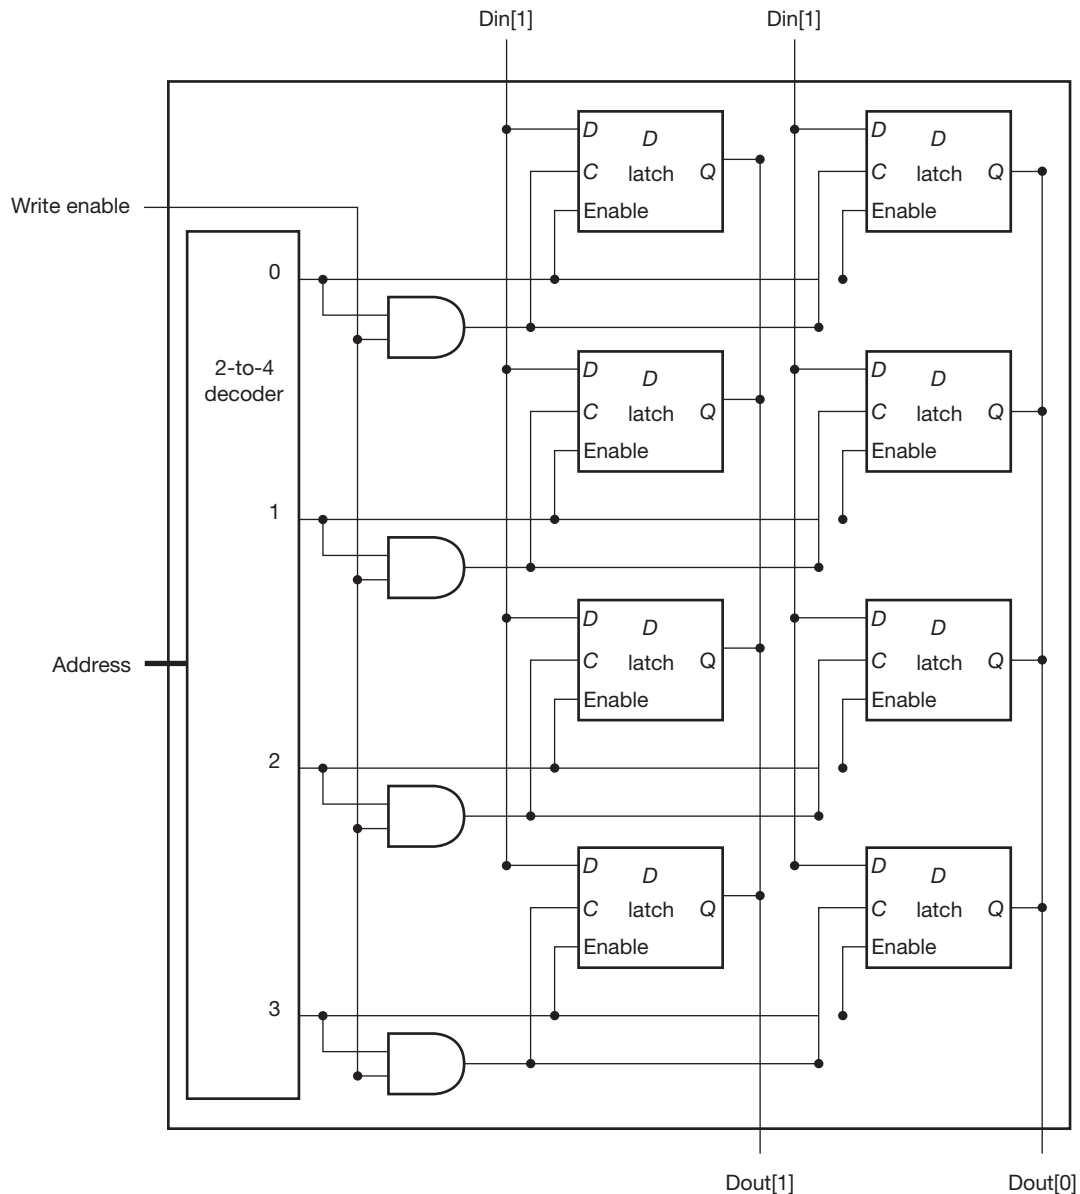 Din[1]
Din[1]
D
D
latch
C
Q
Enable
D
D
latch
C
Q
Enable
Write enable
0
2-to-4
decoder
D
D
latch
C
Q
Enable
D
D
latch
C
Q
Enable
1
D
D
latch
C
Q
Enable
D
D
latch
C
Q
Enable
Address
2
D
D
latch
C
Q
Enable
D
D
latch
C
Q
Enable
3
Dout[1]
Dout[0]